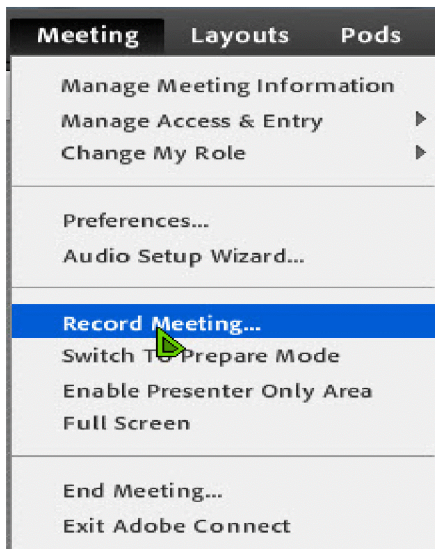 Meeting Layouts Pods
Manage Meeting Information
Manage Access & Entry
Change My Role
Preferences...
Audio Setup Wizard...
Record Meeting...
Switch To Prepare Mode
Enable Presenter Only Area
Full Screen
End Meeting...
Exit Adobe Connect